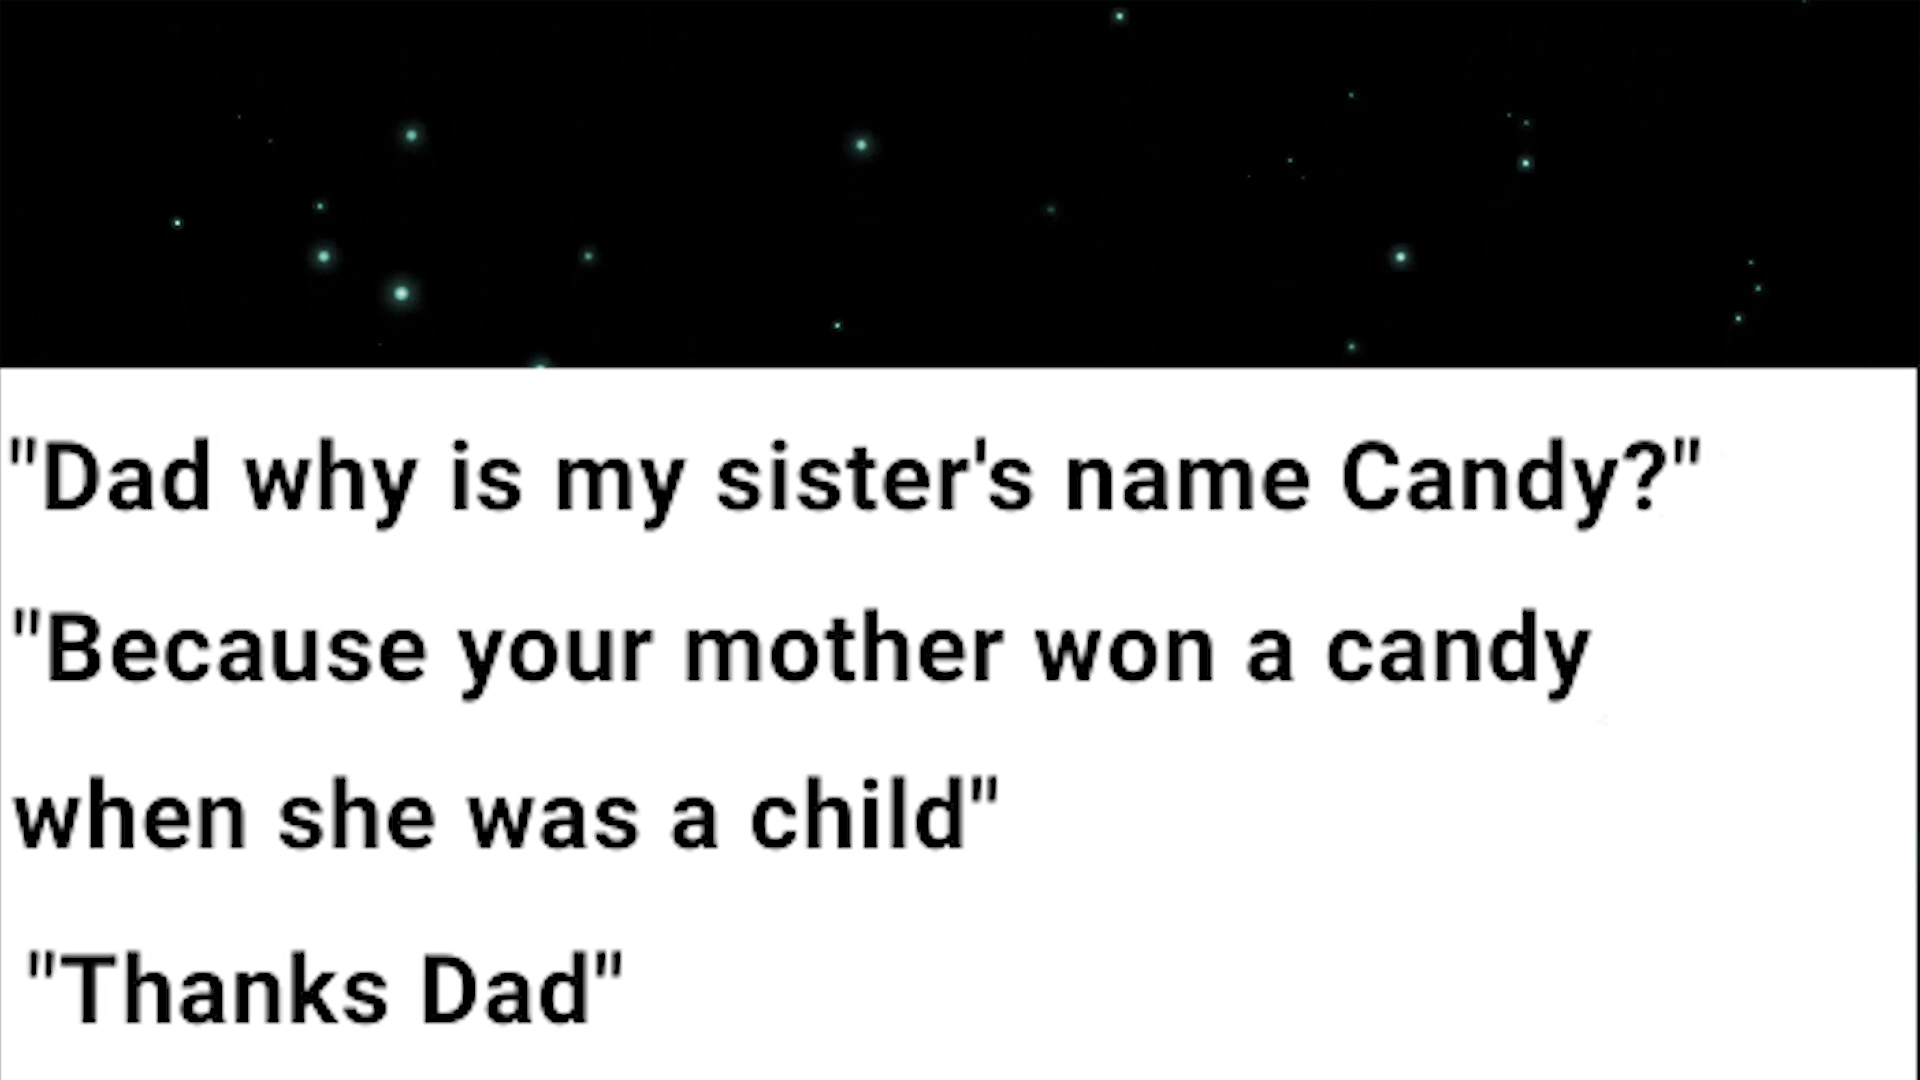 "Dad why is my sister's name Candy?"
"Because your mother won a candy
when she was a child"
"Thanks Dad"